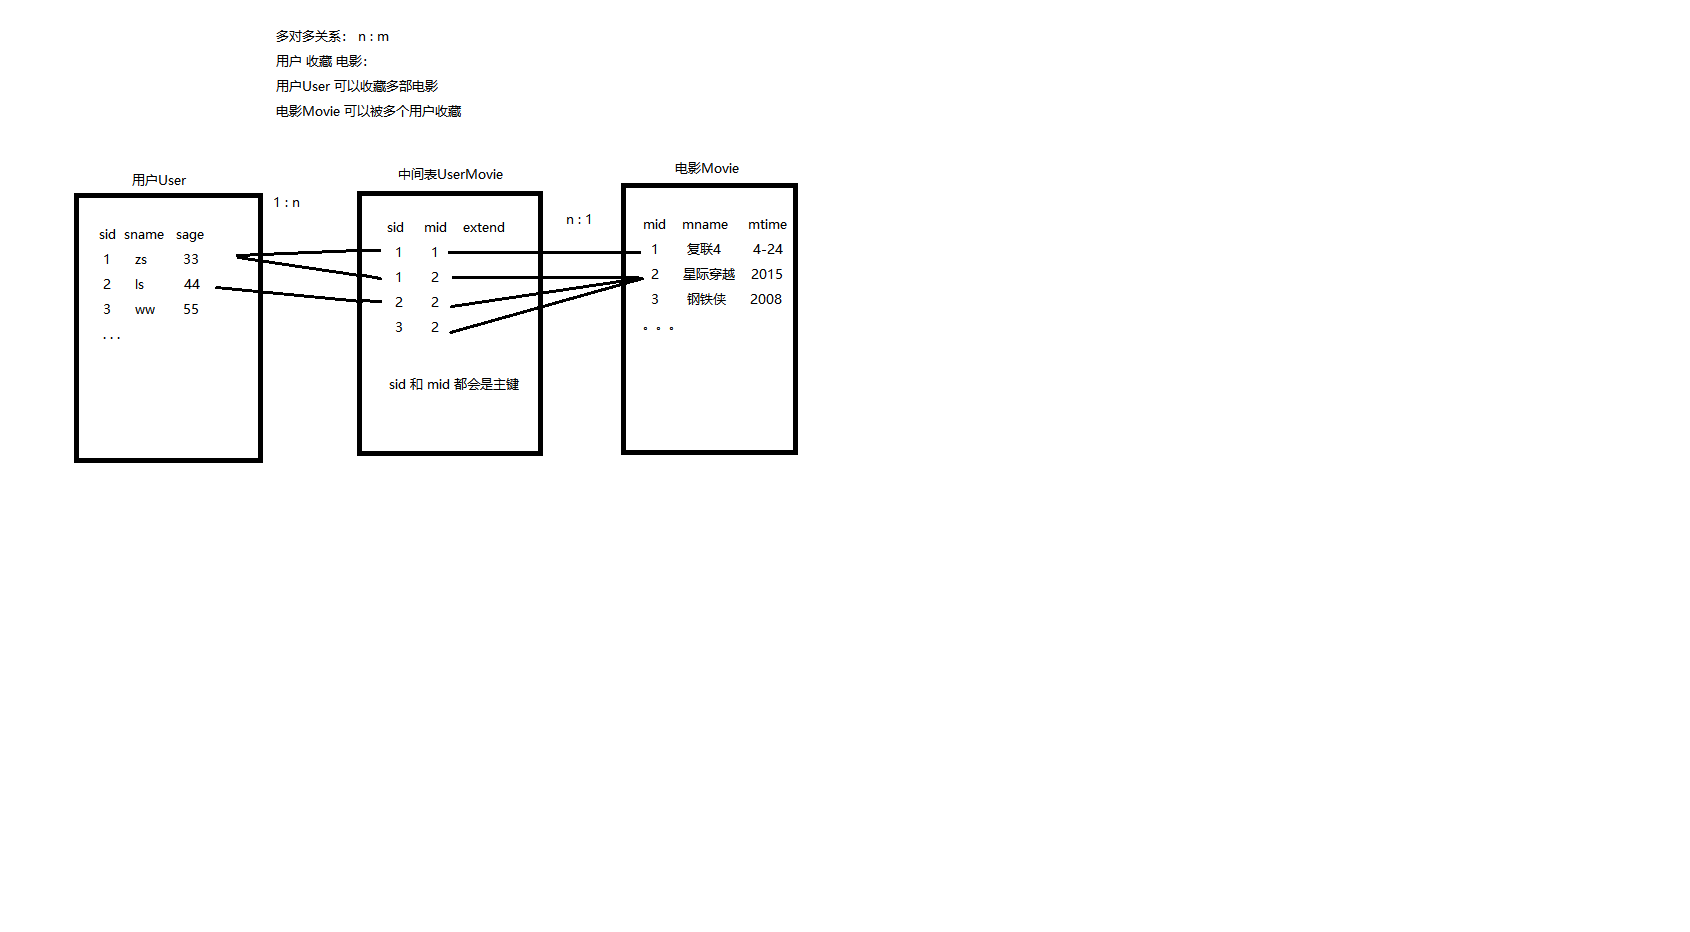 多对多关系： n : m
用户 收藏 电影：
用户User 可以收藏多部电影
电影Movie 可以被多个用户收藏
用户User
sid sname sage
1 zs 33
2 ls 44
3 ww 55
. . .
1 : n
中间表UserMovie
sid mid extend
1 1
1 2
2 2
3 2
sid 和 mid 都会是主键
n : 1
电影Movie
mid mname mtime
1 复联4 4-24
2 星际穿越 2015
3 钢铁侠 2008
。。。